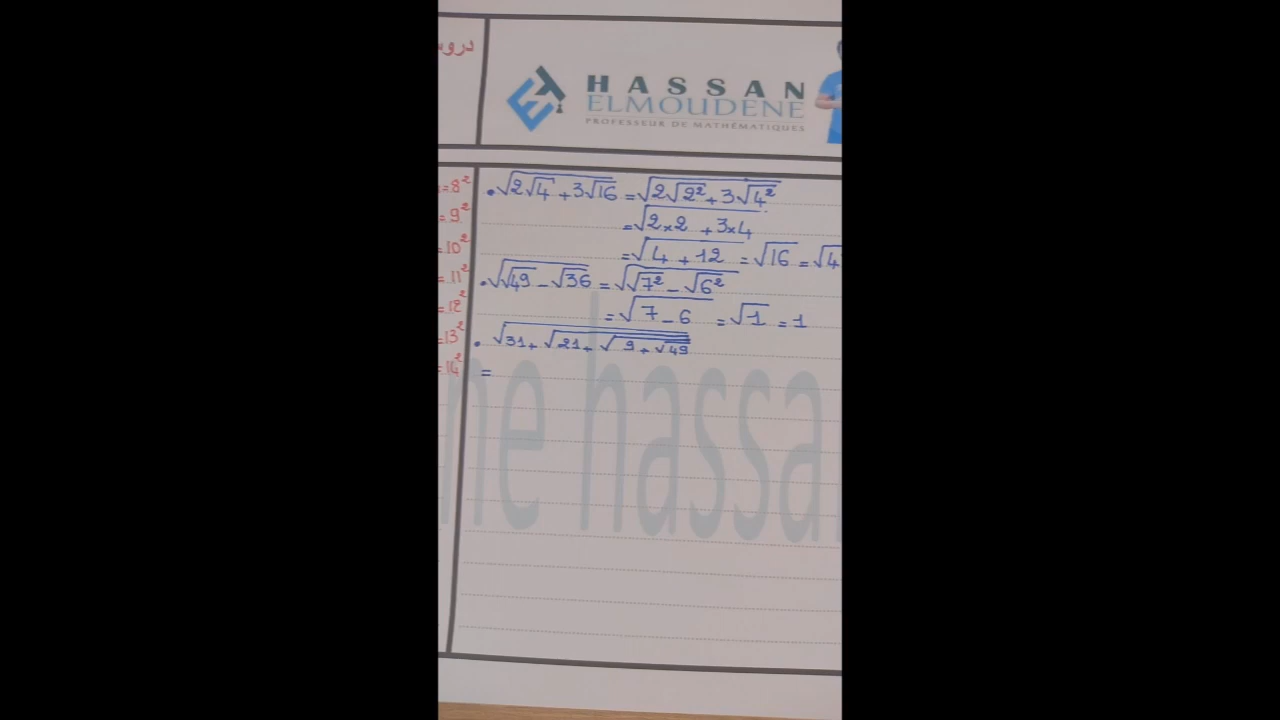 دروس
HASSAN
ELMOUDENE
PROFESSEUR DE MATHÉMATIQUES
= 8²
= 9²
= 10²
= 11²
= 12²
= 13²
= 14²
• √(2√4 + 3√16) = √(2√2² + 3√4²)
= √(2×2 + 3×4)
= √(4 + 12) = √16 = √4
• √(√49 - √36) = √(√7² - √6²)
= √(7 - 6) = √1 = 1
• √(31 + √(21 + √(9 + √49)))
=
ne hassa